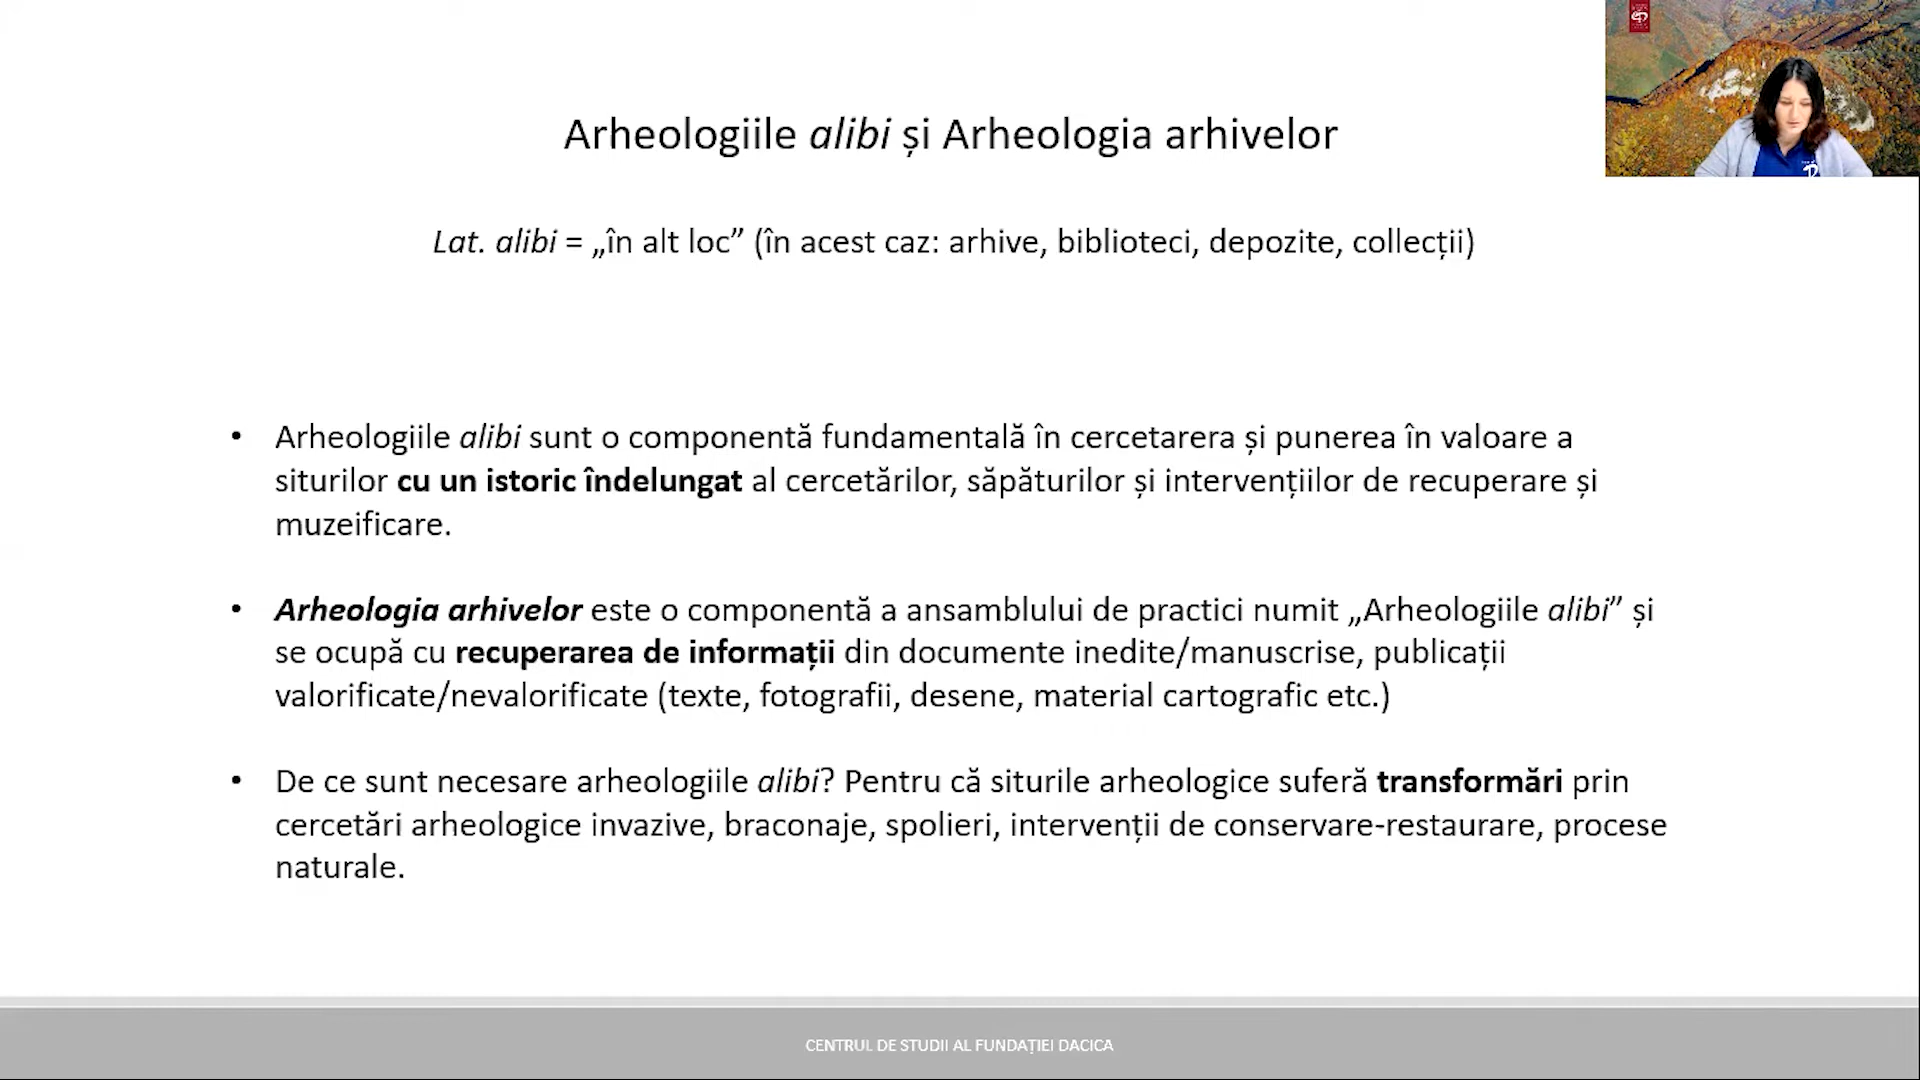 Arheologiile alibi și Arheologia arhivelor
Lat. alibi = „în alt loc” (în acest caz: arhive, biblioteci, depozite, collecții)
• Arheologiile alibi sunt o componentă fundamentală în cercetarera și punerea în valoare a
siturilor cu un istoric îndelungat al cercetărilor, săpăturilor și intervențiilor de recuperare și
muzeificare.
• Arheologia arhivelor este o componentă a ansamblului de practici numit „Arheologiile alibi” și
se ocupă cu recuperarea de informații din documente inedite/manuscrise, publicații
valorificate/nevalorificate (texte, fotografii, desene, material cartografic etc.)
• De ce sunt necesare arheologiile alibi? Pentru că siturile arheologice suferă transformări prin
cercetări arheologice invazive, braconaje, spolieri, intervenții de conservare-restaurare, procese
naturale.
CENTRUL DE STUDII AL FUNDAȚIEI DACICA